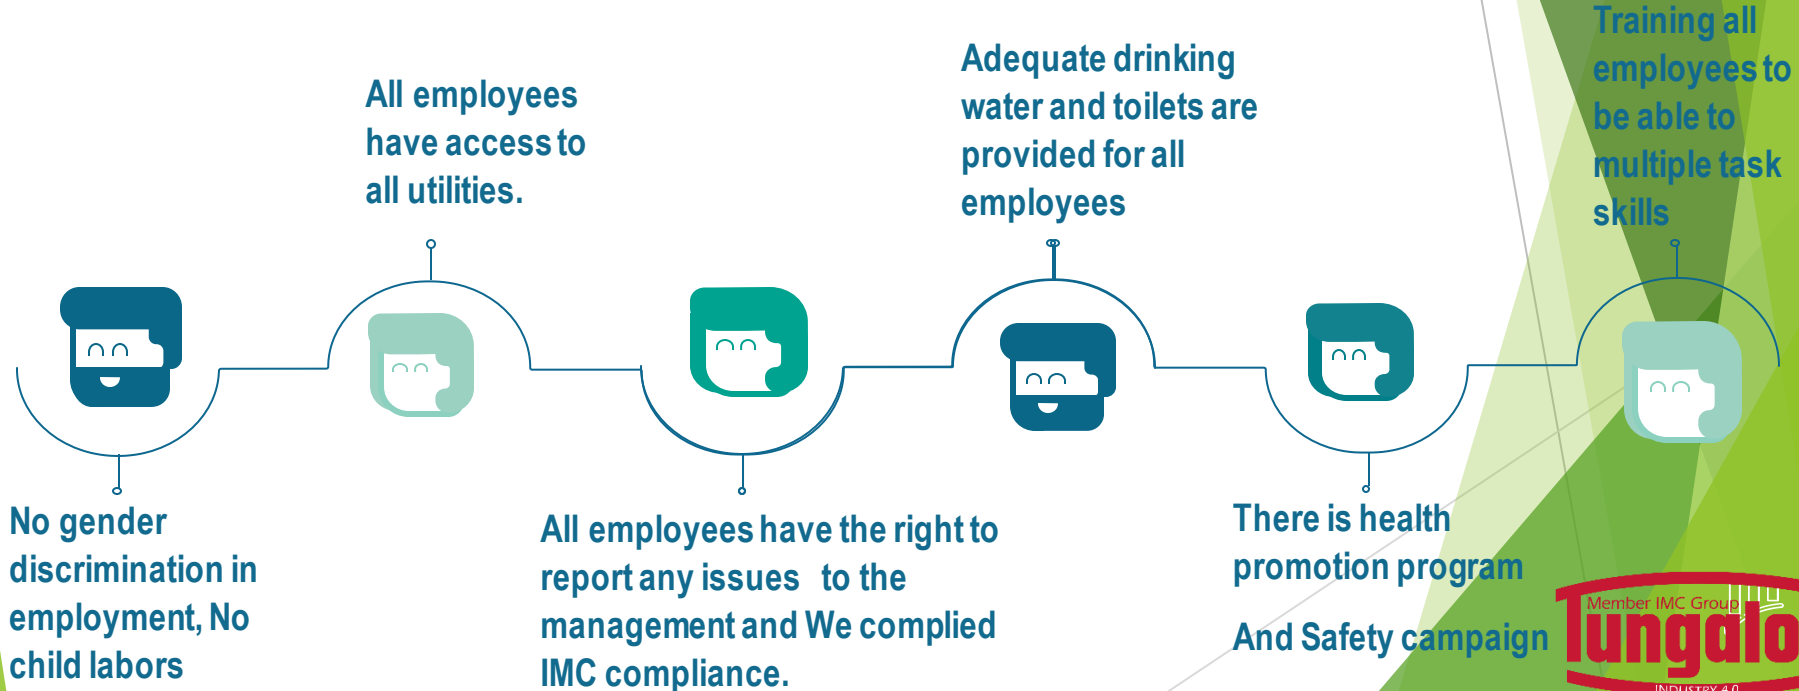 No gender
discrimination in
employment, No
child labors
All employees
have access to
all utilities.
All employees have the right to
report any issues to the
management and We complied
IMC compliance.
Adequate drinking
water and toilets are
provided for all
employees
There is health
promotion program
And Safety campaign
Training all
employees to
be able to
multiple task
skills
Member IMC Group
Tungalo
INDUSTRY 4.0